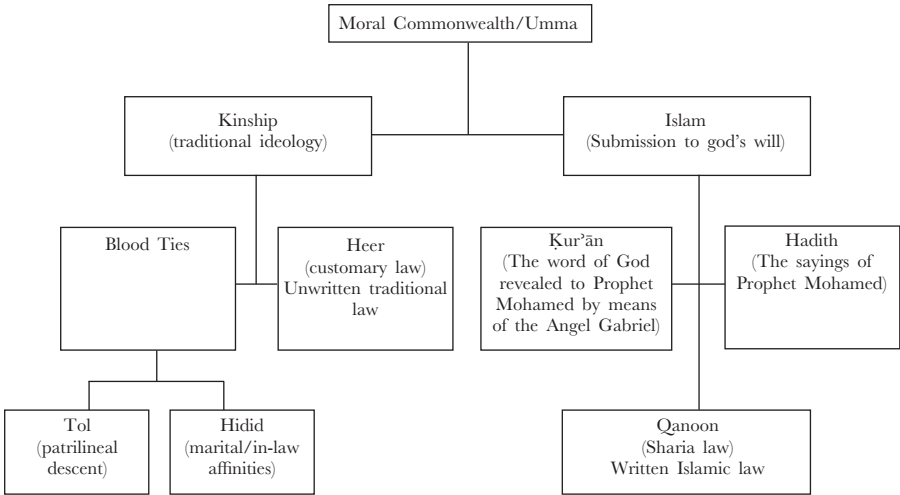 Moral Commonwealth/Umma
Kinship
(traditional ideology)
Islam
(Submission to god's will)
Blood Ties
Heer
(customary law)
Unwritten traditional
law
Ḳur’ān
(The word of God
revealed to Prophet
Mohamed by means
of the Angel Gabriel)
Hadith
(The sayings of
Prophet Mohamed)
Tol
(patrilineal
descent)
Hidid
(marital/in-law
affinities)
Qanoon
(Sharia law)
Written Islamic law